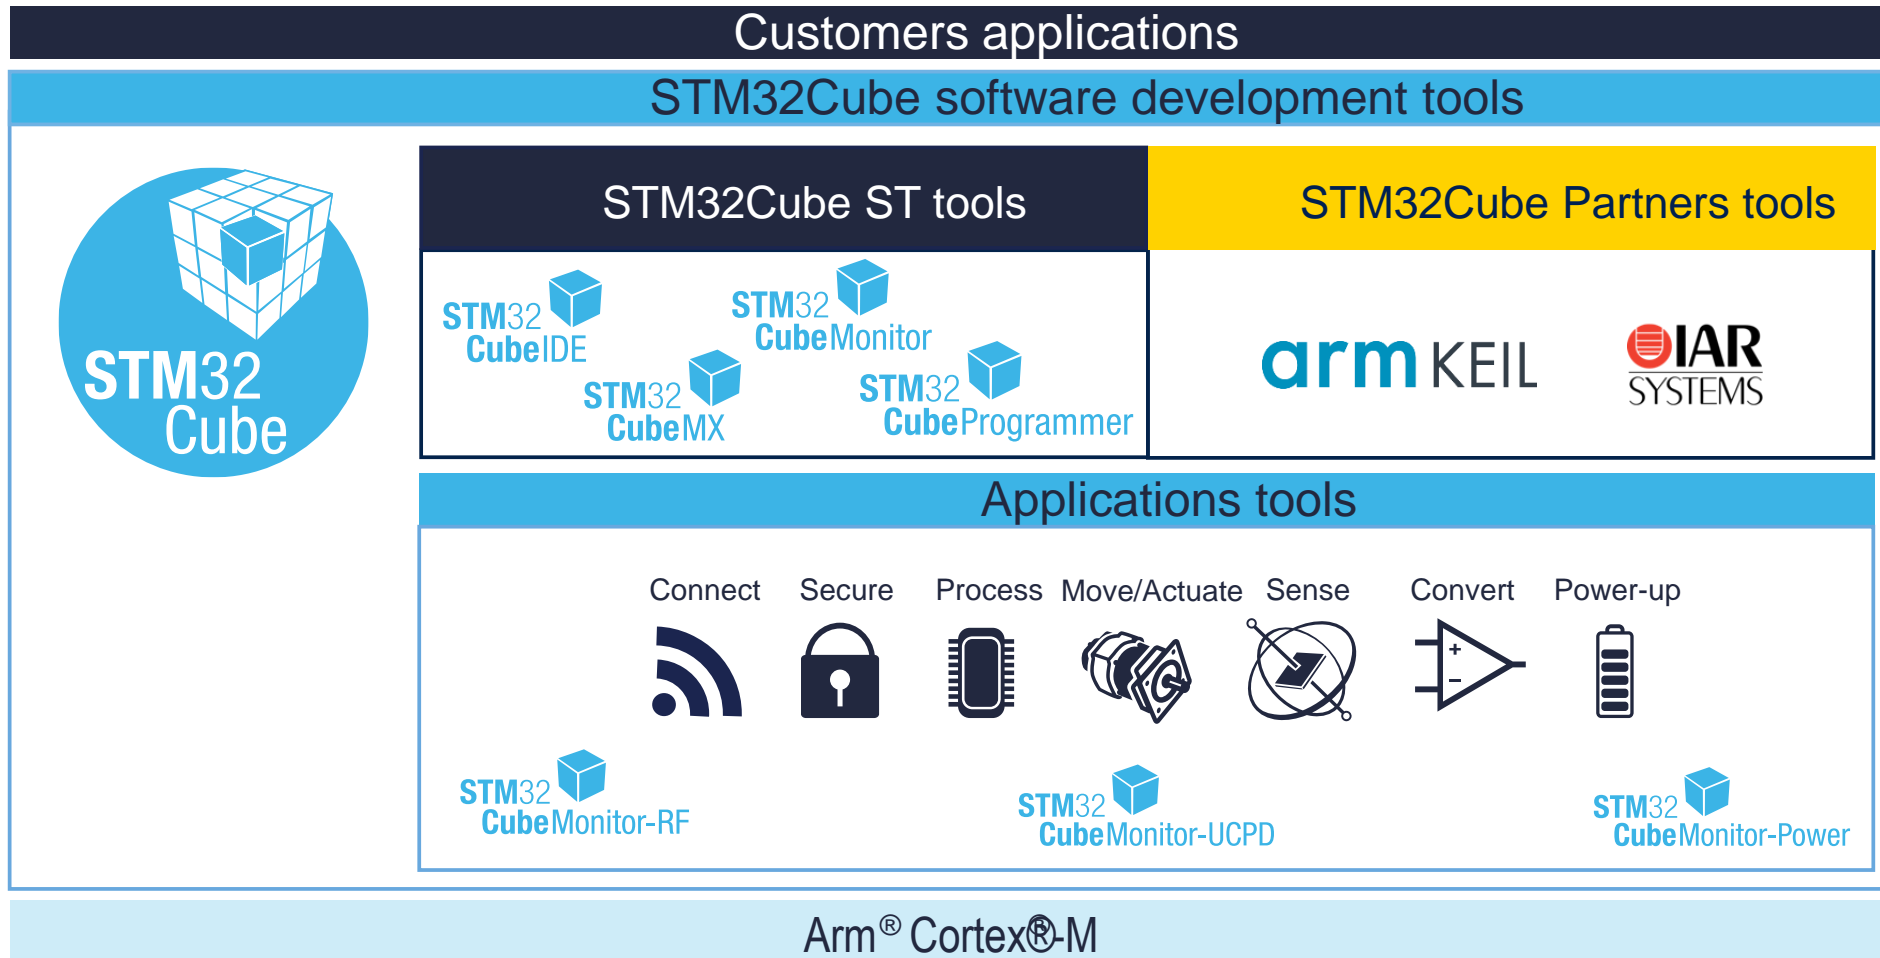 Customers applications
STM32Cube software development tools
STM32
Cube
STM32Cube ST tools
STM32Cube Partners tools
STM32
CubeIDE
STM32
CubeMonitor
STM32
CubeMX
STM32
CubeProgrammer
arm KEIL
IAR
SYSTEMS
Applications tools
Connect
Secure
Process
Move/Actuate
Sense
Convert
Power-up
STM32
CubeMonitor-RF
STM32
CubeMonitor-UCPD
STM32
CubeMonitor-Power
Arm® Cortex®-M